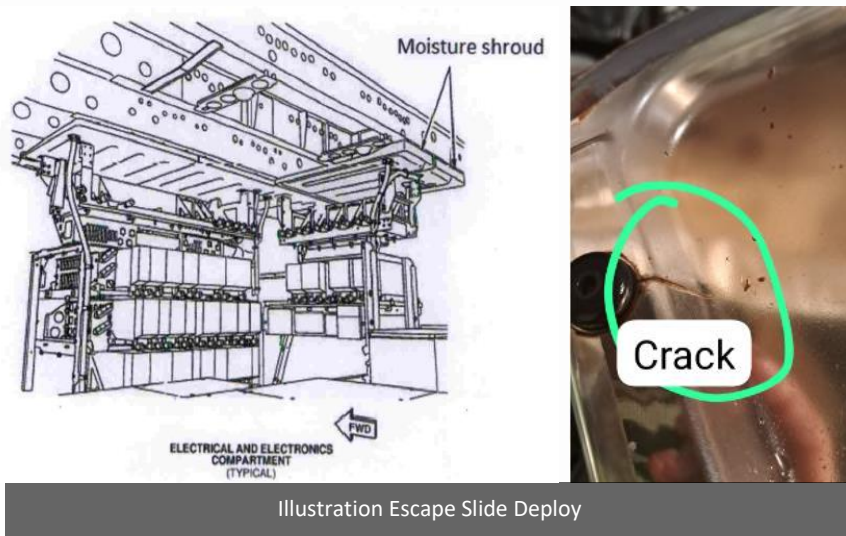 Moisture shroud
FWD
ELECTRICAL AND ELECTRONICS
COMPARTMENT
(TYPICAL)
Crack
Illustration Escape Slide Deploy